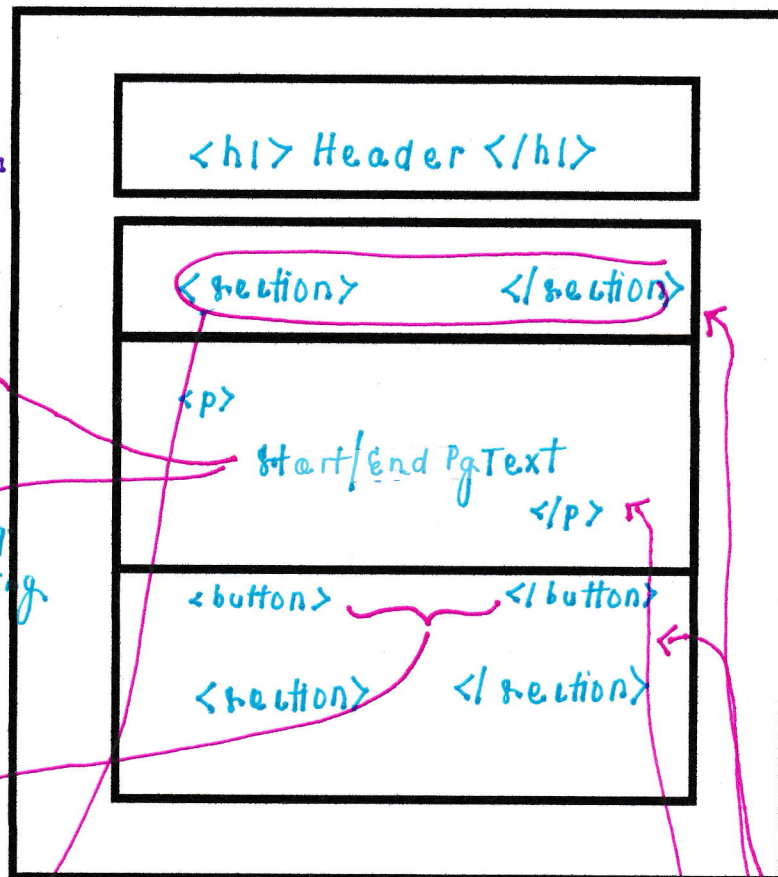 <h1> Header </h1>
<section> </section>
<p>
Start/End PgText
</p>
<button> </button>
<section> </section>